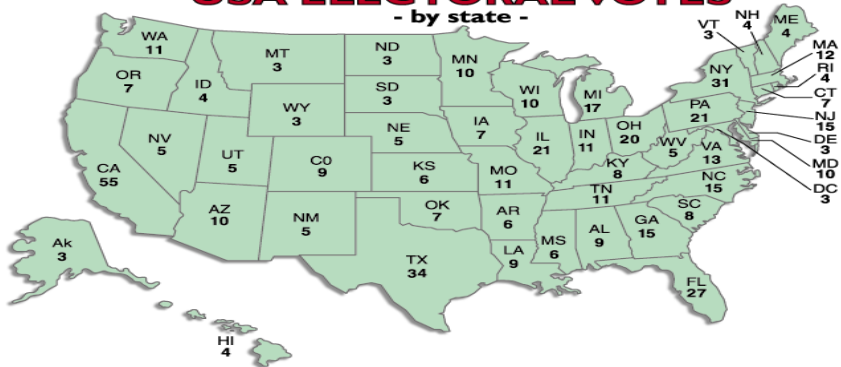 USA ELECTORAL VOTES
- by state -
WA
11
OR
7
CA
55
NV
5
ID
4
MT
3
WY
3
UT
5
AZ
10
CO
9
NM
5
ND
3
SD
3
NE
5
KS
6
OK
7
TX
34
MN
10
IA
7
MO
11
AR
6
LA
9
WI
10
IL
21
MI
17
IN
11
OH
20
KY
8
TN
11
MS
6
AL
9
GA
15
FL
27
SC
8
NC
15
VA
13
WV
5
PA
21
NY
31
VT
3
NH
4
ME
4
MA
12
RI
4
CT
7
NJ
15
DE
3
MD
10
DC
3
Ak
3
HI
4